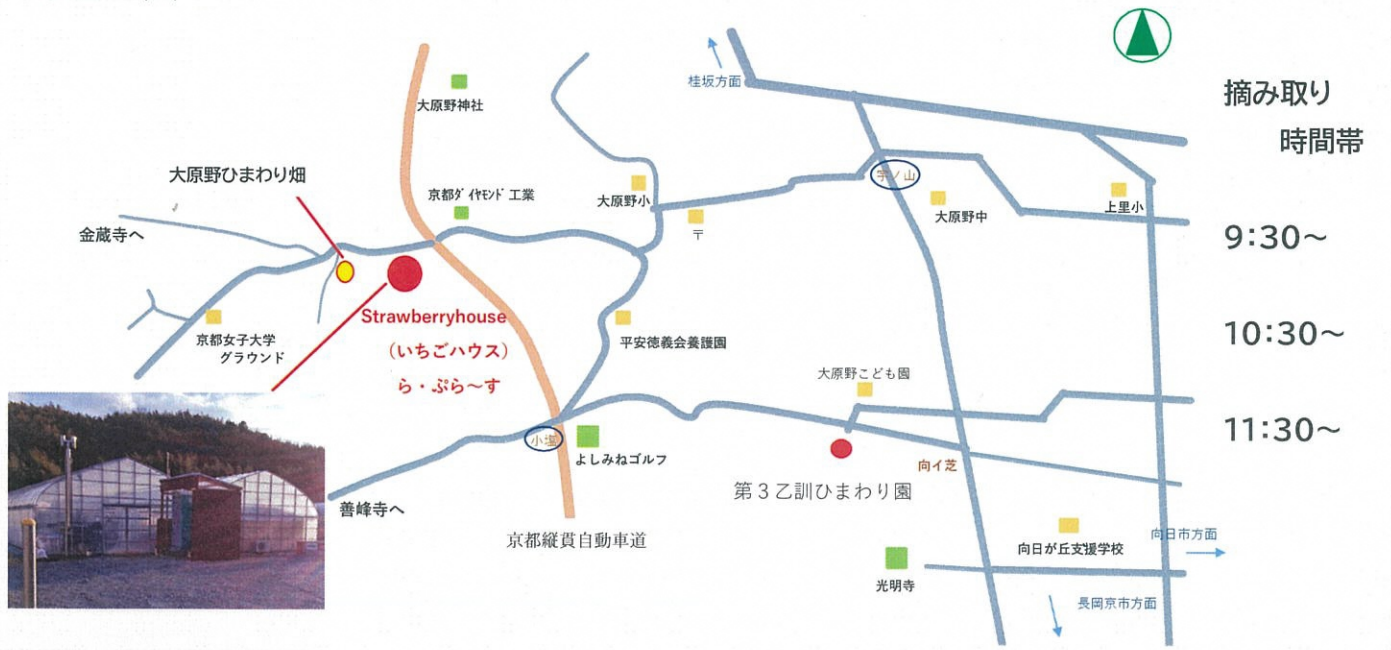 桂坂方面
摘み取り
時間帯
大原野神社
大原野ひまわり畑
京都ダイヤモンド工業
大原野小
宇ノ山
大原野中
上里小
〒
金蔵寺へ
9:30～
Strawberryhouse
(いちごハウス)
ら・ぷら～す
京都女子大学
グラウンド
平安徳義会養護園
10:30～
大原野こども園
11:30～
小塩
よしみねゴルフ
向イ芝
第3乙訓ひまわり園
善峰寺へ
京都縦貫自動車道
向日が丘支援学校
向日市方面
光明寺
長岡京市方面